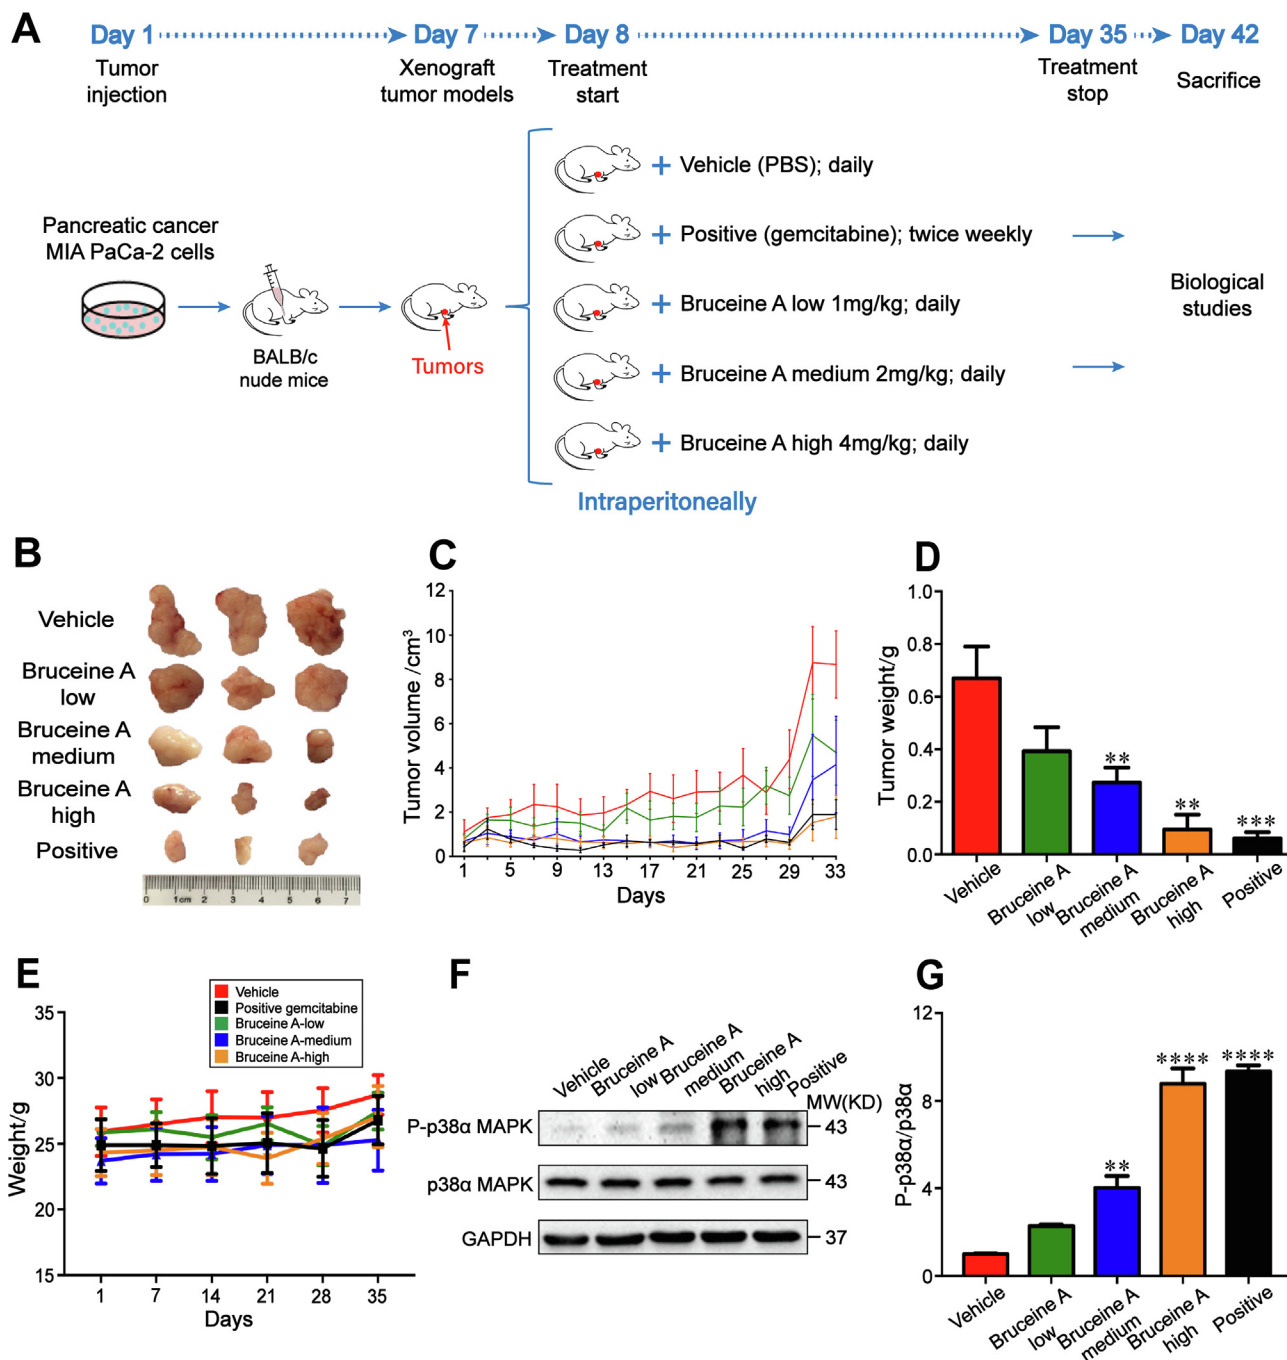 A
Day 1
Day 7
Day 8
Day 35
Day 42
Tumor
injection
Xenograft
tumor models
Treatment
start
Treatment
stop
Sacrifice
Pancreatic cancer
MIA PaCa-2 cells
BALB/c
nude mice
Tumors
+ Vehicle (PBS); daily
+ Positive (gemcitabine); twice weekly
+ Bruceine A low 1mg/kg; daily
+ Bruceine A medium 2mg/kg; daily
+ Bruceine A high 4mg/kg; daily
Intraperitoneally
Biological
studies
B
Vehicle
Bruceine A
low
Bruceine A
medium
Bruceine A
high
Positive
0 1cm 2 3 4 5 6 7
C
Tumor volume /cm³
12
10
8
6
4
2
0
1 5 9 13 17 21 25 29 33
Days
D
Tumor weight/g
1.0
0.8
0.6
0.4
0.2
0.0
**
**
***
Vehicle
Bruceine A
low
Bruceine A
medium
Bruceine A
high
Positive
E
Vehicle
Positive gemcitabine
Bruceine A-low
Bruceine A-medium
Bruceine A-high
Weight/g
35
30
25
20
15
1 7 14 21 28 35
Days
F
Vehicle
Bruceine A
low
Bruceine A
medium
Bruceine A
high
Positive
MW(KD)
P-p38α MAPK
43
p38α MAPK
43
GAPDH
37
G
P-p38α/p38α
12
8
4
0
**
****
****
Vehicle
Bruceine A
low
Bruceine A
medium
Bruceine A
high
Positive